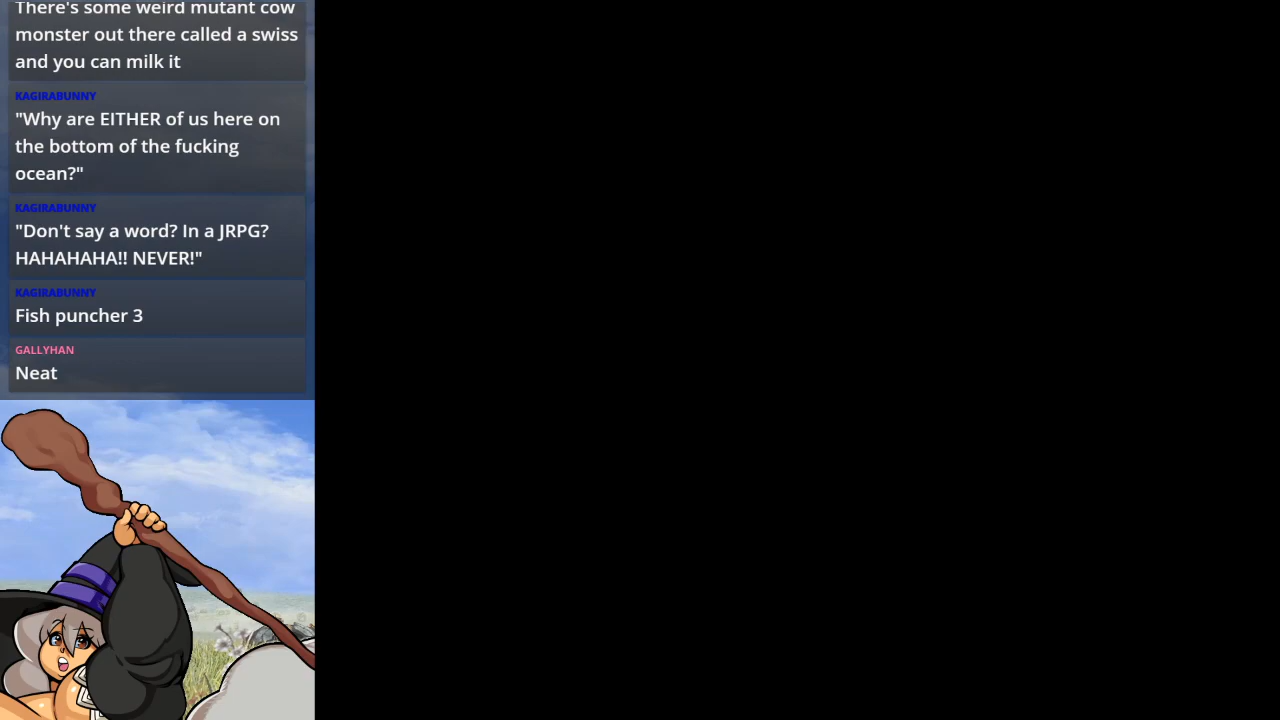 There's some weird mutant cow
monster out there called a swiss
and you can milk it
KAGIRABUNNY
"Why are EITHER of us here on
the bottom of the fucking
ocean?"
KAGIRABUNNY
"Don't say a word? In a JRPG?
HAHAHAHA!! NEVER!"
KAGIRABUNNY
Fish puncher 3
GALLYHAN
Neat